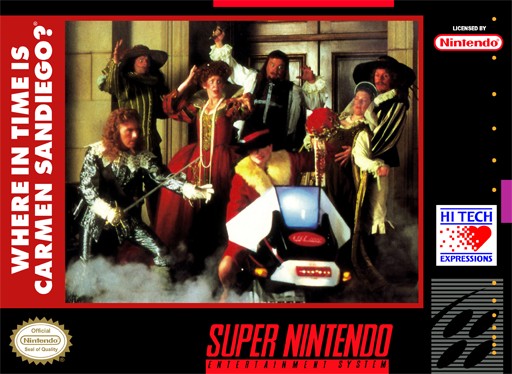 WHERE IN TIME IS
CARMEN SANDIEGO?®
LICENSED BY
Nintendo®
HI TECH
EXPRESSIONS
Official
Nintendo
Seal of Quality
SUPER NINTENDO
ENTERTAINMENT SYSTEM